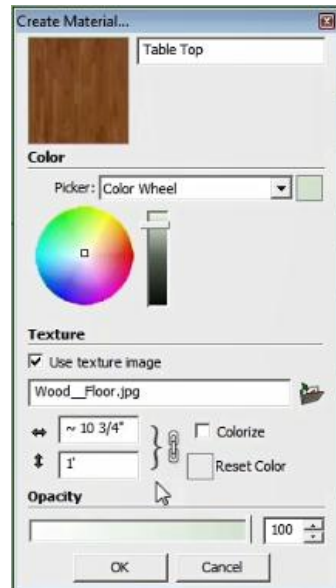 Create Material...
Table Top
Color
Picker: Color Wheel
Texture
Use texture image
Wood__Floor.jpg
~ 10 3/4"
Colorize
1'
Reset Color
Opacity
100
OK Cancel